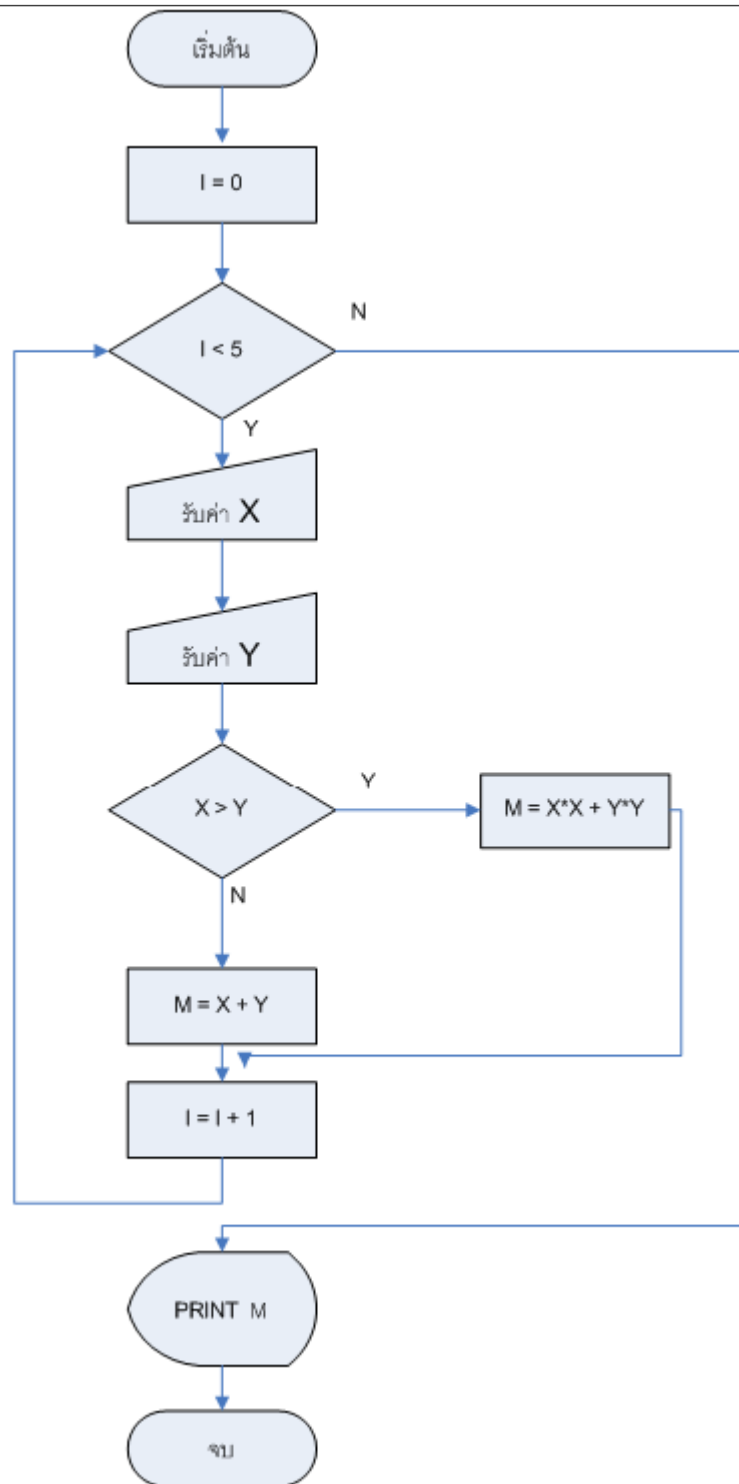 เริ่มต้น
I = 0
I < 5
N
Y
รับค่า X
รับค่า Y
X > Y
Y
M = X*X + Y*Y
N
M = X + Y
I = I + 1
PRINT M
จบ